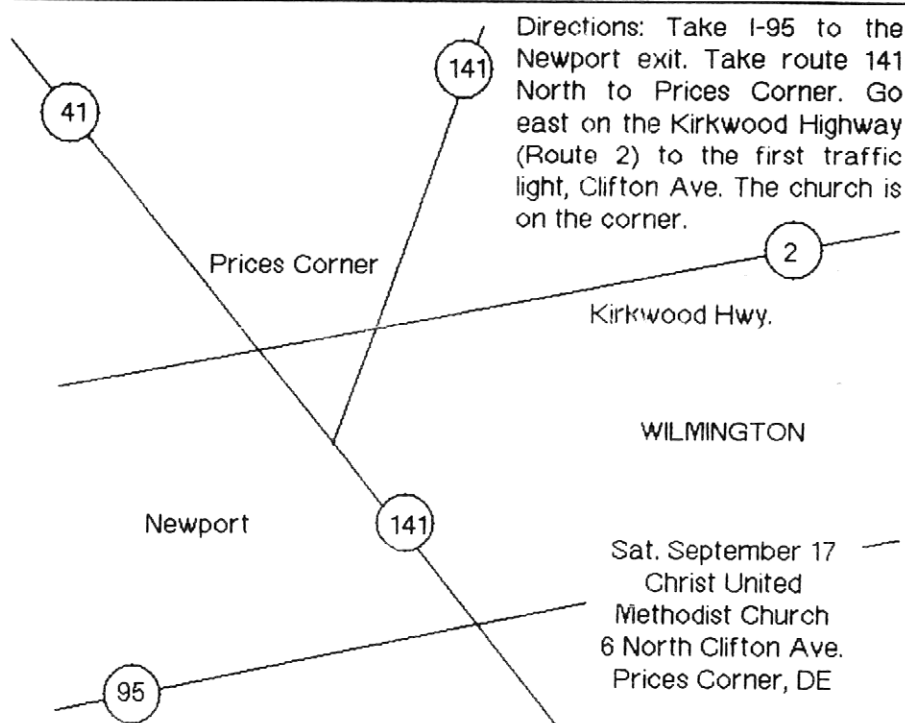 Directions: Take I-95 to the
Newport exit. Take route 141
North to Prices Corner. Go
east on the Kirkwood Highway
(Route 2) to the first traffic
light, Clifton Ave. The church is
on the corner.
41
141
2
Prices Corner
Kirkwood Hwy.
WILMINGTON
Newport
141
Sat. September 17
Christ United
Methodist Church
6 North Clifton Ave.
Prices Corner, DE
95